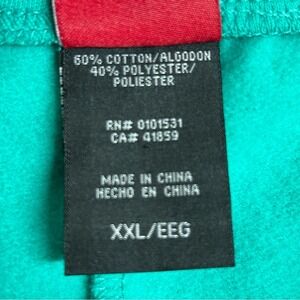 60% COTTON/ALGODON
40% POLYESTER/
POLIESTER
RN# 0101531
CA# 41859
MADE IN CHINA
HECHO EN CHINA
XXL/EEG